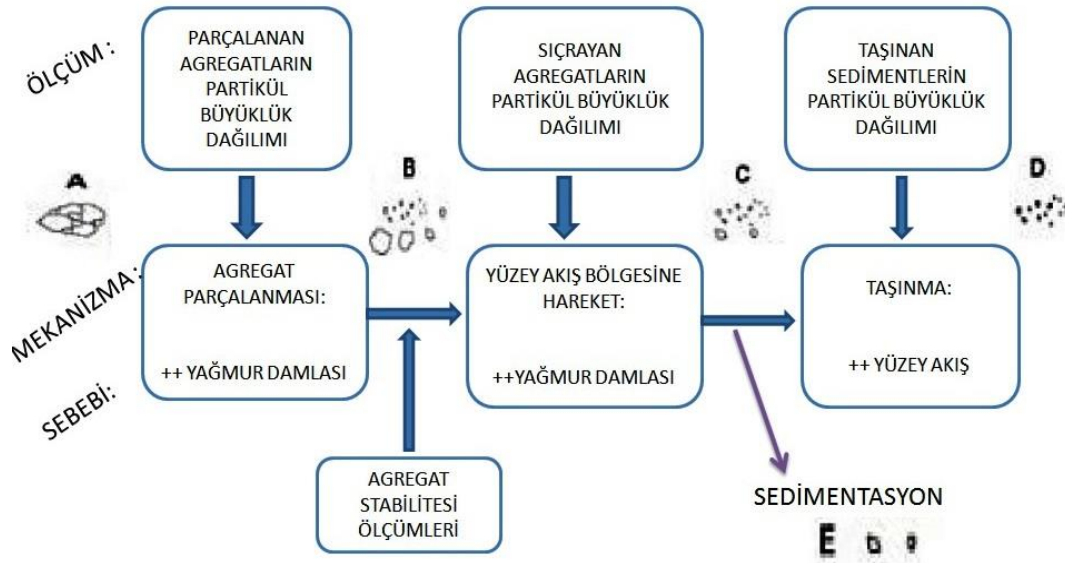 ÖLÇÜM :
PARÇALANAN
AGREGATLARIN
PARTİKÜL
BÜYÜKLÜK
DAĞILIMI
SIÇRAYAN
AGREGATLARIN
PARTİKÜL BÜYÜKLÜK
DAĞILIMI
TAŞINAN
SEDİMENTLERİN
PARTİKÜL BÜYÜKLÜK
DAĞILIMI
A
B
C
D
MEKANİZMA :
AGREGAT
PARÇALANMASI:
++ YAĞMUR DAMLASI
YÜZEY AKIŞ BÖLGESİNE
HAREKET:
++YAĞMUR DAMLASI
TAŞINMA:
++ YÜZEY AKIŞ
SEBEBİ:
AGREGAT
STABİLİTESİ
ÖLÇÜMLERİ
SEDİMENTASYON
E